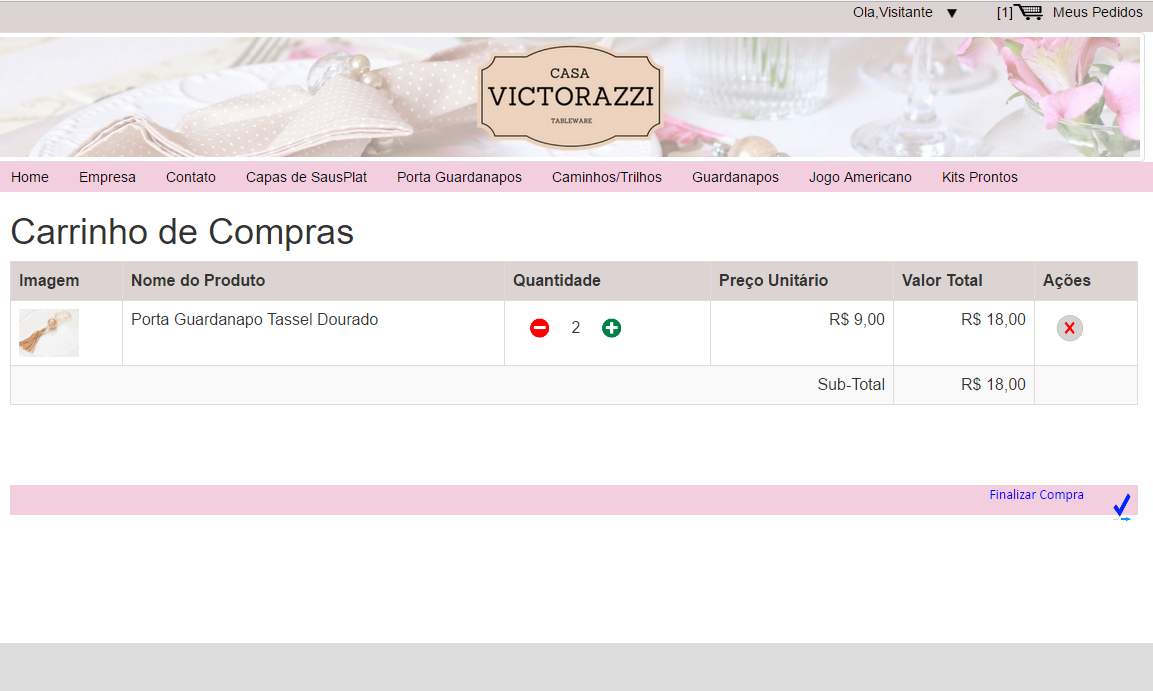 Ola,Visitante ▼ [1] Meus Pedidos
CASA
VICTORAZZI
TABLEWARE
Home Empresa Contato Capas de SausPlat Porta Guardanapos Caminhos/Trilhos Guardanapos Jogo Americano Kits Prontos
Carrinho de Compras
Imagem Nome do Produto Quantidade Preço Unitário Valor Total Ações
Porta Guardanapo Tassel Dourado 2 R$ 9,00 R$ 18,00
Sub-Total R$ 18,00
Finalizar Compra